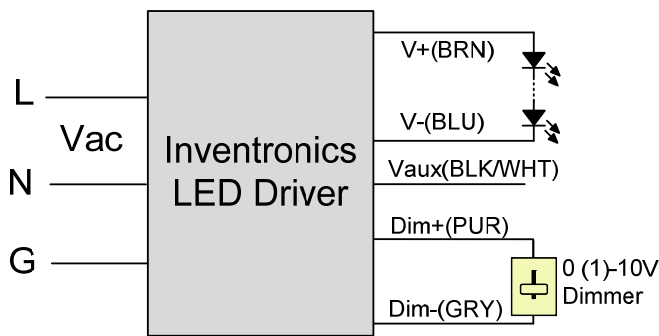 L
Vac
N
G
Inventronics
LED Driver
V+(BRN)
V-(BLU)
Vaux(BLK/WHT)
Dim+(PUR)
Dim-(GRY)
0 (1)-10V
Dimmer